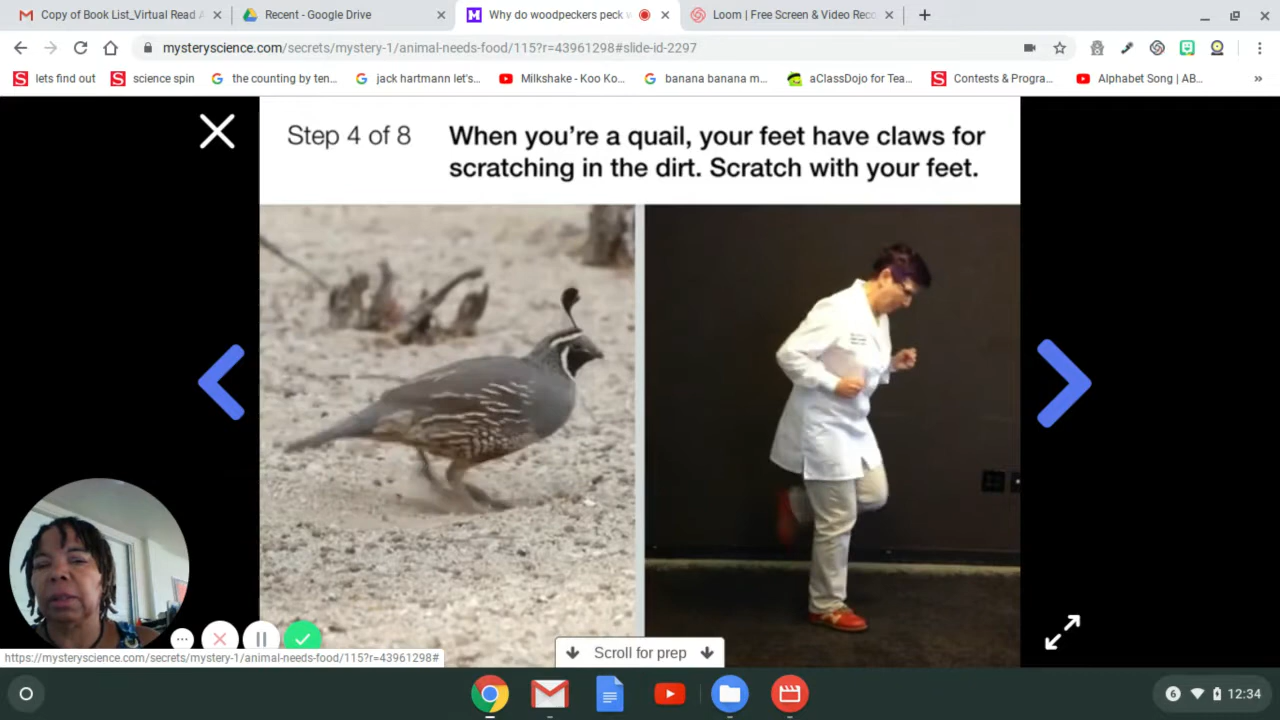 Copy of Book List_Virtual Read A
Recent - Google Drive
Why do woodpeckers peck w
Loom | Free Screen & Video Reco
mysteryscience.com/secrets/mystery-1/animal-needs-food/115?r=43961298#slide-id-2297
lets find out
science spin
the counting by ten...
jack hartmann let's...
Milkshake - Koo Ko...
banana banana m...
aClassDojo for Tea...
Contests & Progra...
Alphabet Song | AB...
Step 4 of 8
When you're a quail, your feet have claws for
scratching in the dirt. Scratch with your feet.
Scroll for prep
https://mysteryscience.com/secrets/mystery-1/animal-needs-food/115?r=43961298#
6
12:34